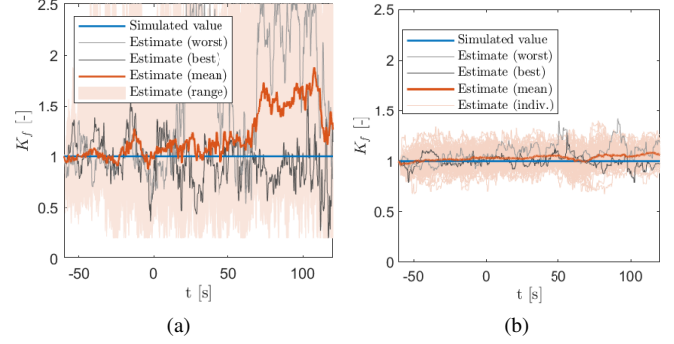 2.5
2
1.5
1
0.5
0
K_f [-]
Simulated value
Estimate (worst)
Estimate (best)
Estimate (mean)
Estimate (range)
-50 0 50 100
t [s]
(a)
2.5
2
1.5
1
0.5
0
K_f [-]
Simulated value
Estimate (worst)
Estimate (best)
Estimate (mean)
Estimate (indiv.)
-50 0 50 100
t [s]
(b)